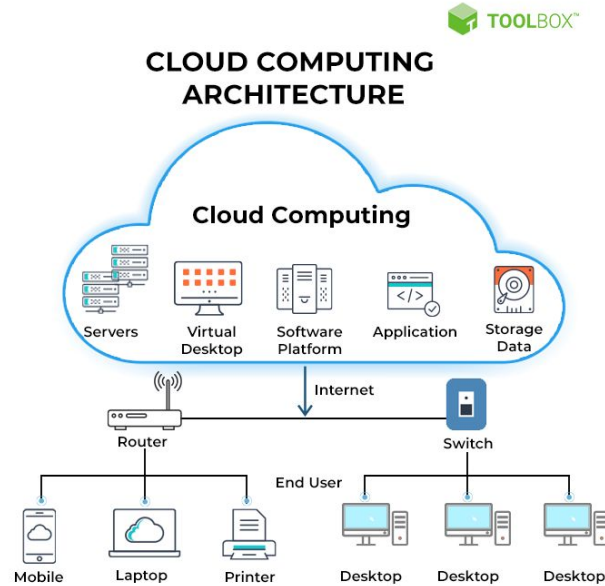 TOOLBOX™
CLOUD COMPUTING
ARCHITECTURE
Cloud Computing
Servers
Virtual
Desktop
Software
Platform
Application
</>
Storage
Data
Internet
Router
Switch
End User
Mobile
Laptop
Printer
Desktop
Desktop
Desktop